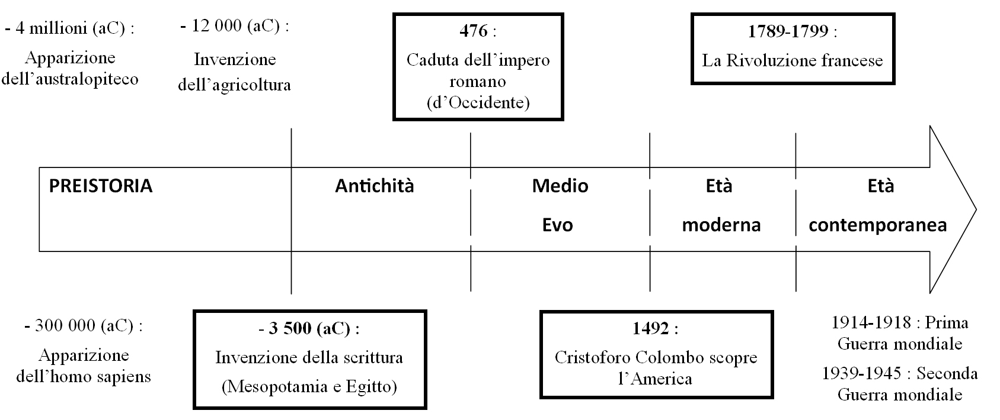 - 4 millioni (aC) :
Apparizione
dell’australopiteco
- 12 000 (aC) :
Invenzione
dell’agricoltura
476 :
Caduta dell’impero
romano
(d’Occidente)
1789-1799 :
La Rivoluzione francese
PREISTORIA
Antichità
Medio
Evo
Età
moderna
Età
contemporanea
- 300 000 (aC) :
Apparizione
dell’homo sapiens
- 3 500 (aC) :
Invenzione della scrittura
(Mesopotamia e Egitto)
1492 :
Cristoforo Colombo scopre
l’America
1914-1918 : Prima
Guerra mondiale
1939-1945 : Seconda
Guerra mondiale